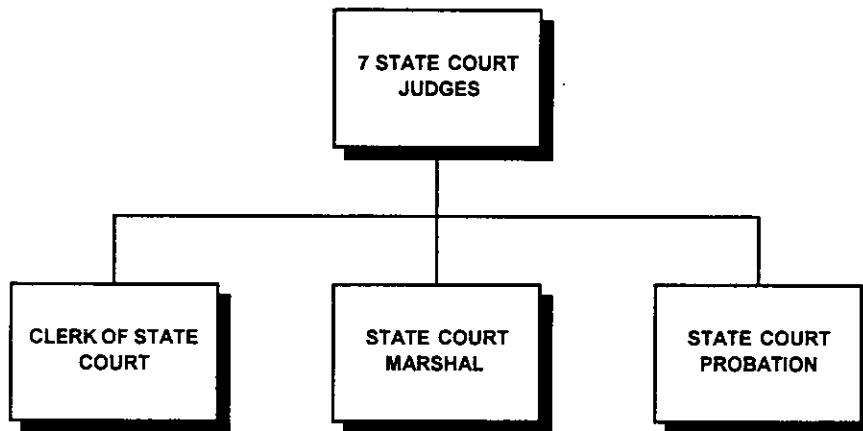 7 STATE COURT
JUDGES
CLERK OF STATE
COURT
STATE COURT
MARSHAL
STATE COURT
PROBATION